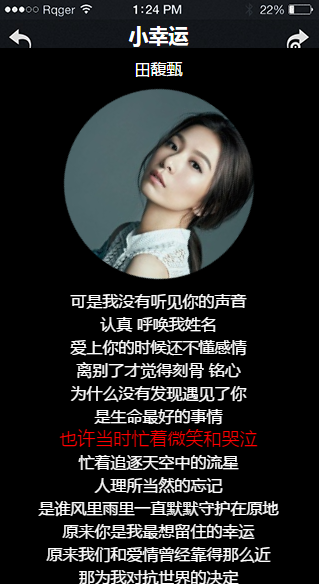 Rqger 1:24 PM 22%
小幸运
田馥甄
可是我没有听见你的声音
认真 呼唤我姓名
爱上你的时候还不懂感情
离别了才觉得刻骨 铭心
为什么没有发现遇见了你
是生命最好的事情
也许当时忙着微笑和哭泣
忙着追逐天空中的流星
人理所当然的忘记
是谁风里雨里一直默默守护在原地
原来你是我最想留住的幸运
原来我们和爱情曾经靠得那么近
那为我对抗世界的决定